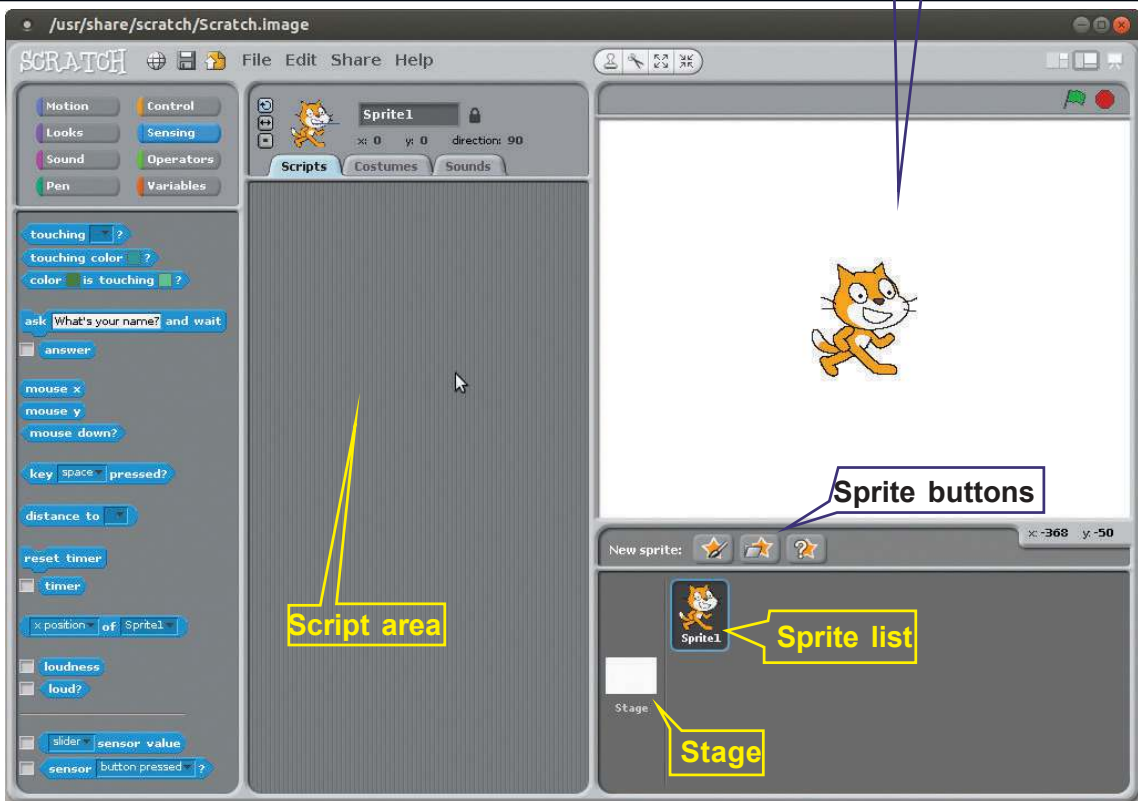 /usr/share/scratch/Scratch.image
SCRATCH File Edit Share Help
Motion Control
Looks Sensing
Sound Operators
Pen Variables
touching ?
touching color ?
color is touching ?
ask What's your name? and wait
answer
mouse x
mouse y
mouse down?
key space pressed?
distance to
reset timer
timer
x position of Sprite1
loudness
loud?
slider sensor value
sensor button pressed ?
Sprite1
x: 0 y: 0 direction: 90
Scripts Costumes Sounds
Script area
Sprite buttons
x: -368 y: -50
New sprite:
Sprite1
Sprite list
Stage
Stage